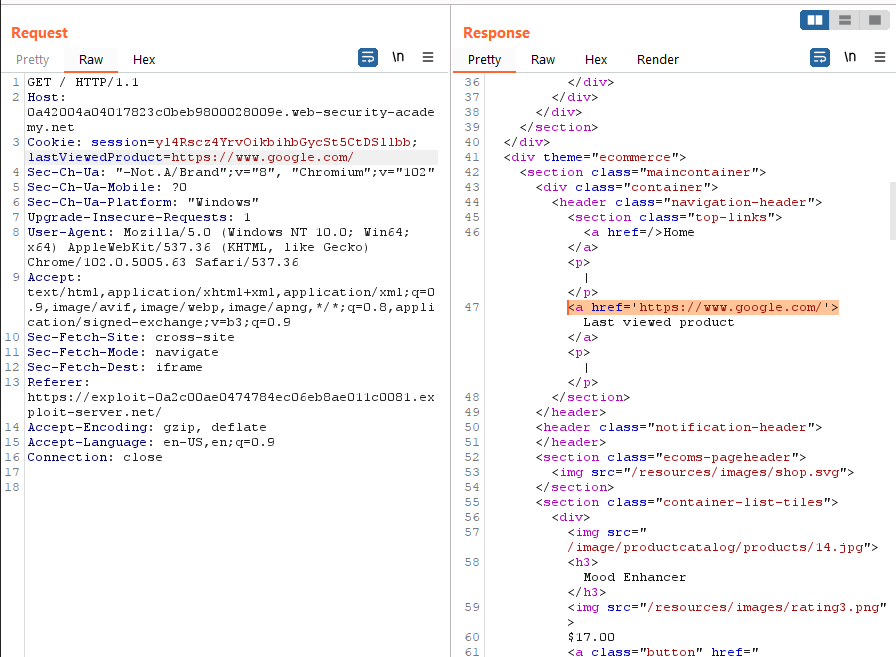 Request
Pretty Raw Hex
\n
1 GET / HTTP/1.1
2 Host:
0a42004a04017823c0beb9800028009e.web-security-acade
my.net
3 Cookie: session=yl4Rscz4YrvOikbihbGycSt5CtDSllbb;
lastViewedProduct=https://www.google.com/
4 Sec-Ch-Ua: "-Not.A/Brand";v="8", "Chromium";v="102"
5 Sec-Ch-Ua-Mobile: ?0
6 Sec-Ch-Ua-Platform: "Windows"
7 Upgrade-Insecure-Requests: 1
8 User-Agent: Mozilla/5.0 (Windows NT 10.0; Win64;
x64) AppleWebKit/537.36 (KHTML, like Gecko)
Chrome/102.0.5005.63 Safari/537.36
9 Accept:
text/html,application/xhtml+xml,application/xml;q=0
.9,image/avif,image/webp,image/apng,*/*;q=0.8,appli
cation/signed-exchange;v=b3;q=0.9
10 Sec-Fetch-Site: cross-site
11 Sec-Fetch-Mode: navigate
12 Sec-Fetch-Dest: iframe
13 Referer:
https://exploit-0a2c00ae0474784ec06eb8ae011c0081.ex
ploit-server.net/
14 Accept-Encoding: gzip, deflate
15 Accept-Language: en-US,en;q=0.9
16 Connection: close
17
18
Response
Pretty Raw Hex Render
\n
36 </div>
37 </div>
38 </div>
39 </section>
40 </div>
41 <div theme="ecommerce">
42 <section class="maincontainer">
43 <div class="container">
44 <header class="navigation-header">
45 <section class="top-links">
46 <a href=/>Home
</a>
<p>
|
</p>
47 <a href='https://www.google.com/'>
Last viewed product
</a>
<p>
|
</p>
48 </section>
49 </header>
50 <header class="notification-header">
51 </header>
52 <section class="ecoms-pageheader">
53 <img src="/resources/images/shop.svg">
54 </section>
55 <section class="container-list-tiles">
56 <div>
57 <img src="
/image/productcatalog/products/14.jpg">
58 <h3>
Mood Enhancer
</h3>
59 <img src="/resources/images/rating3.png"
>
60 $17.00
61 <a class="button" href="